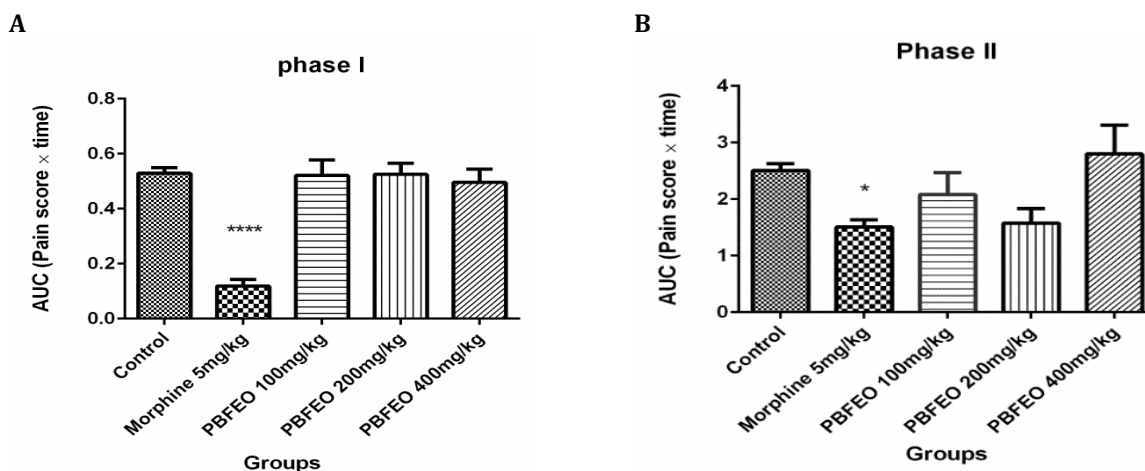 A
phase I
AUC (Pain score × time)
0.8
0.6
0.4
0.2
0.0
****
Control
Morphine 5mg/kg
PBFEO 100mg/kg
PBFEO 200mg/kg
PBFEO 400mg/kg
Groups
B
Phase II
AUC (Pain score × time)
4
3
2
1
0
*
Control
Morphine 5mg/kg
PBFEO 100mg/kg
PBFEO 200mg/kg
PBFEO 400mg/kg
Groups